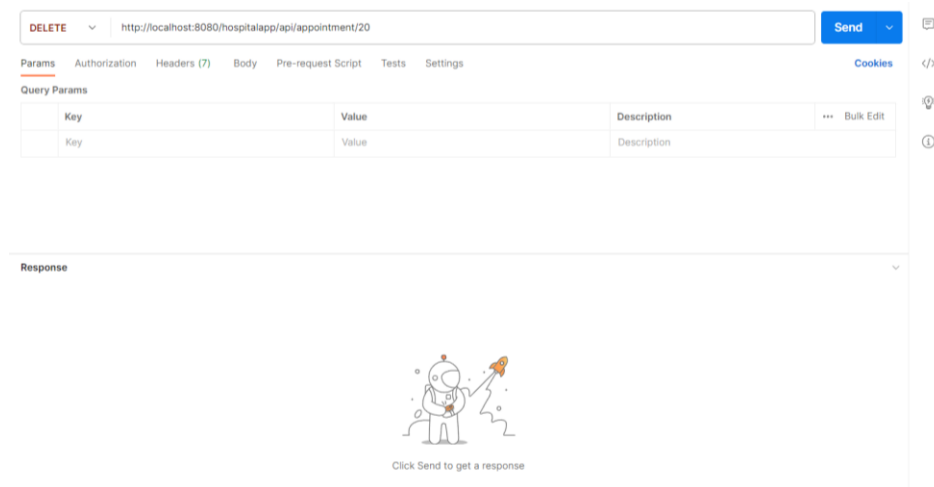 DELETE http://localhost:8080/hospitalapp/api/appointment/20 Send
Params Authorization Headers (7) Body Pre-request Script Tests Settings Cookies
Query Params
Key Value Description ••• Bulk Edit
Key Value Description
Response
Click Send to get a response